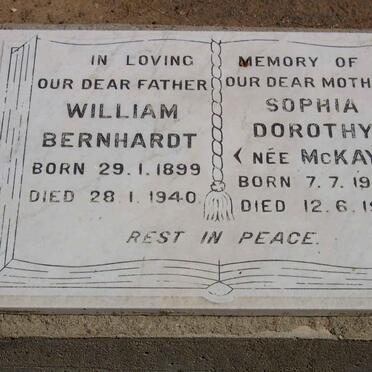 IN LOVING MEMORY OF
OUR DEAR FATHER
WILLIAM
BERNHARDT
BORN 29.1.1899
DIED 28.1.1940
OUR DEAR MOTH
SOPHIA
DOROTHY
(NÉE McKAY
BORN 7.7.19
DIED 12.6.1
REST IN PEACE.